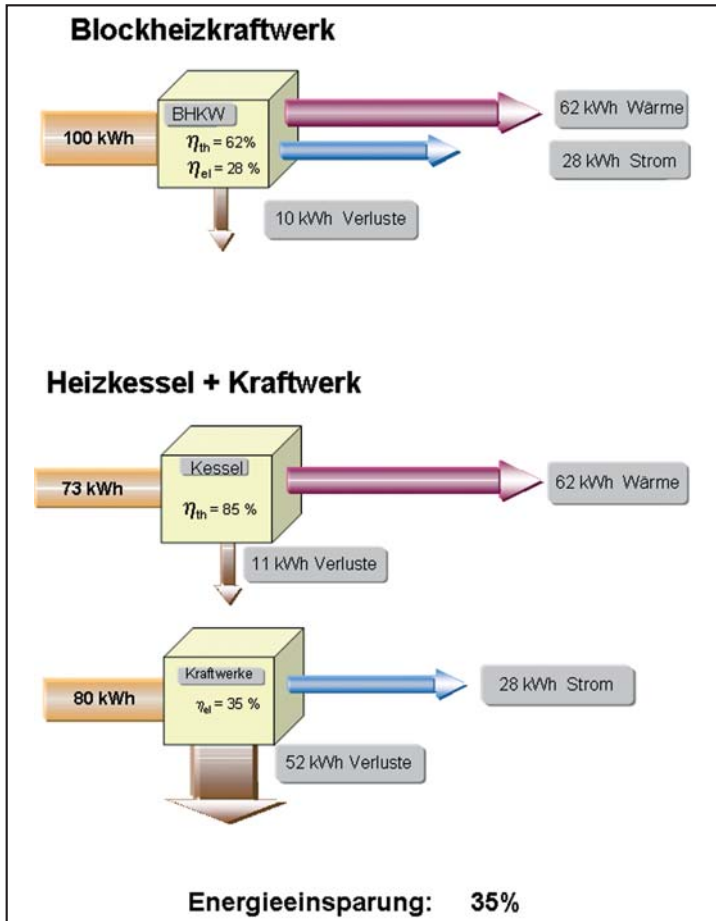 Blockheizkraftwerk
100 kWh
BHKW
ηth = 62%
ηel = 28 %
62 kWh Wärme
28 kWh Strom
10 kWh Verluste
Heizkessel + Kraftwerk
73 kWh
Kessel
ηth = 85 %
62 kWh Wärme
11 kWh Verluste
80 kWh
Kraftwerke
ηel = 35 %
28 kWh Strom
52 kWh Verluste
Energieeinsparung: 35%